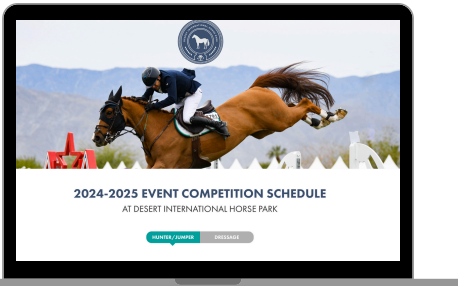 2024-2025 EVENT COMPETITION SCHEDULE
AT DESERT INTERNATIONAL HORSE PARK
HUNTER/JUMPER DRESSAGE